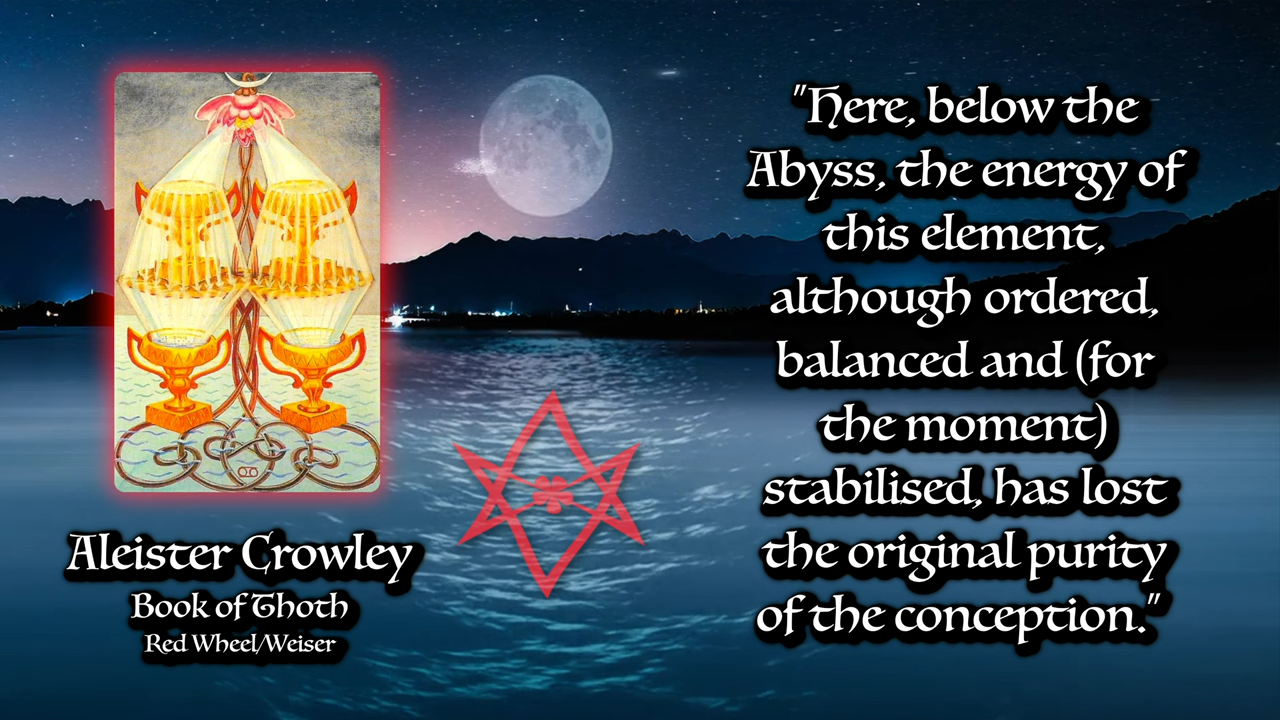 Aleister Crowley
Book of Thoth
Red Wheel/Weiser
"Here, below the
Abyss, the energy of
this element,
although ordered,
balanced and (for
the moment)
stabilised, has lost
the original purity
of the conception."